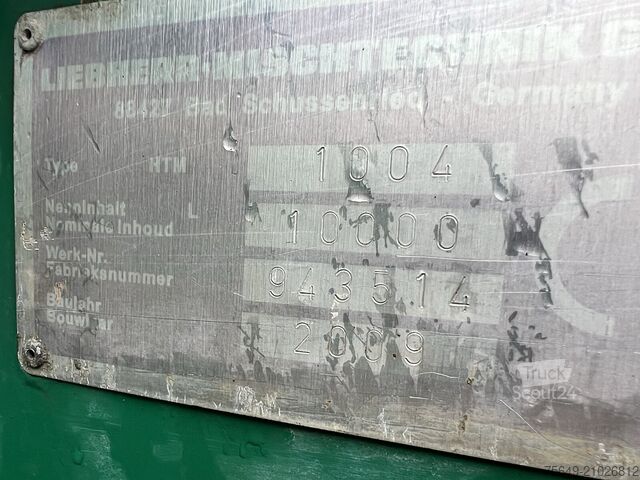 LIEBHERR-MISCHTECHNIK G
88427 Bad Schussenried - Germany
Type HTM 1004
Nenninhalt L
Nominale Inhoud 10000
Werk-Nr.
Fabrieksnummer 943514
Baujahr
Bouwjaar 2009
Truck
Scout24
75649-21026812